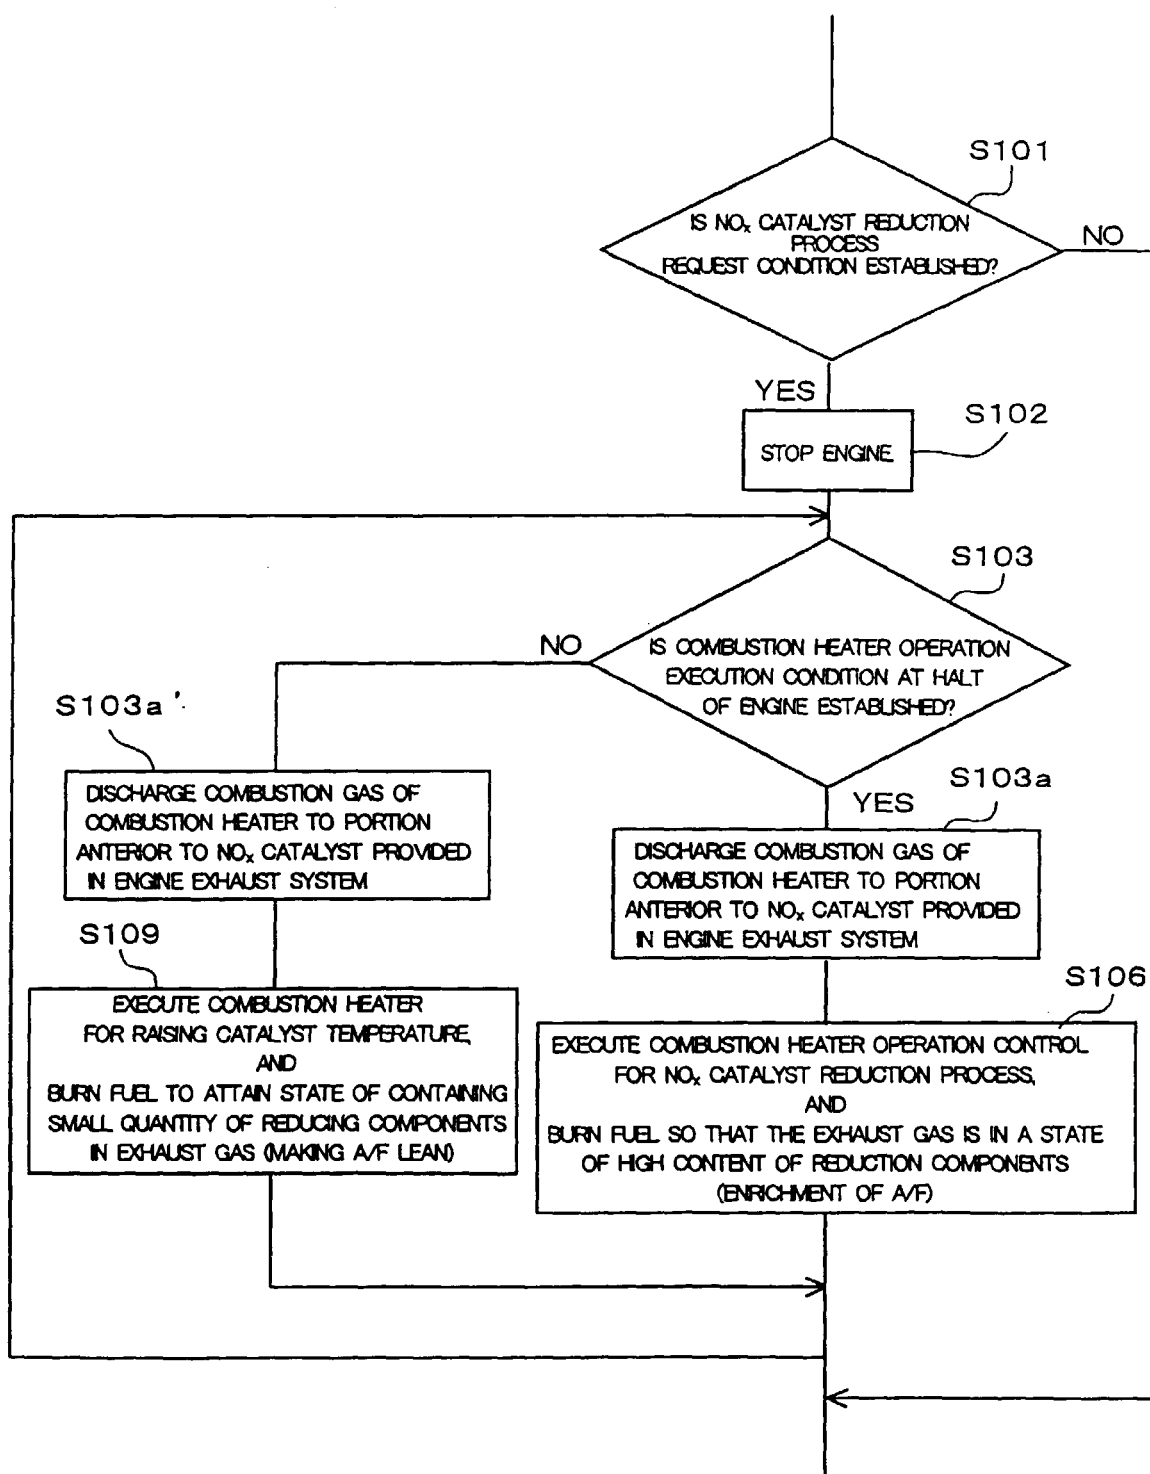 S101
IS NOx CATALYST REDUCTION
PROCESS
REQUEST CONDITION ESTABLISHED?
NO
YES
S102
STOP ENGINE
S103
IS COMBUSTION HEATER OPERATION
EXECUTION CONDITION AT HALT
OF ENGINE ESTABLISHED?
NO
S103a'
DISCHARGE COMBUSTION GAS OF
COMBUSTION HEATER TO PORTION
ANTERIOR TO NOx CATALYST PROVIDED
IN ENGINE EXHAUST SYSTEM
S109
EXECUTE COMBUSTION HEATER
FOR RAISING CATALYST TEMPERATURE,
AND
BURN FUEL TO ATTAIN STATE OF CONTAINING
SMALL QUANTITY OF REDUCING COMPONENTS
IN EXHAUST GAS (MAKING A/F LEAN)
YES
S103a
DISCHARGE COMBUSTION GAS OF
COMBUSTION HEATER TO PORTION
ANTERIOR TO NOx CATALYST PROVIDED
IN ENGINE EXHAUST SYSTEM
S106
EXECUTE COMBUSTION HEATER OPERATION CONTROL
FOR NOx CATALYST REDUCTION PROCESS,
AND
BURN FUEL SO THAT THE EXHAUST GAS IS IN A STATE
OF HIGH CONTENT OF REDUCTION COMPONENTS
(ENRICHMENT OF A/F)